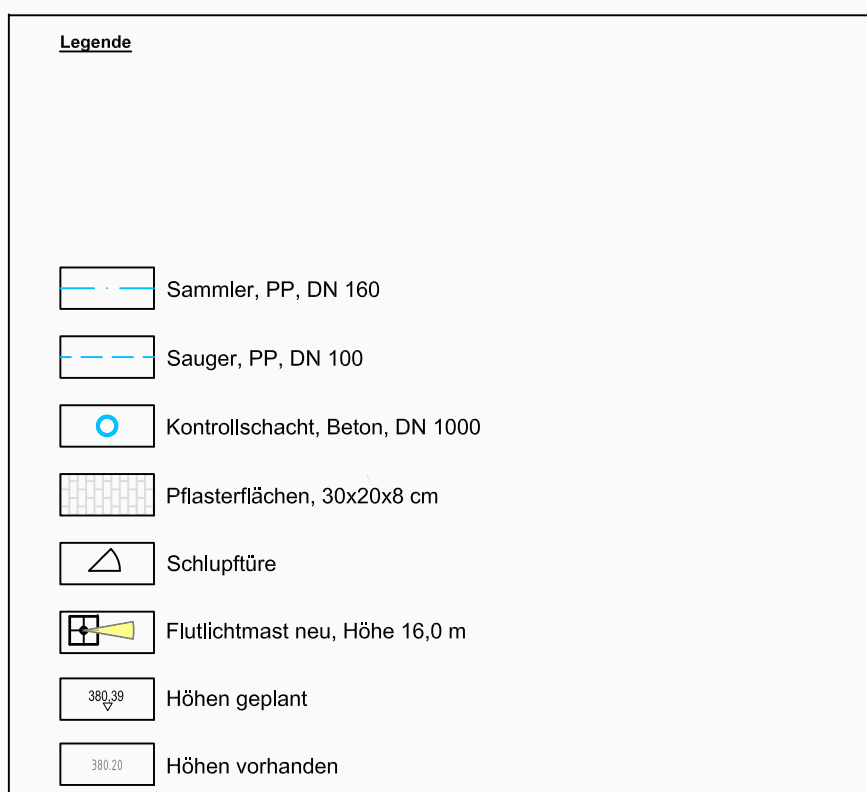 Legende
Sammler, PP, DN 160
Sauger, PP, DN 100
Kontrollschacht, Beton, DN 1000
Pflasterflächen, 30x20x8 cm
Schlupftüre
Flutlichtmast neu, Höhe 16,0 m
380,39 Höhen geplant
380.20 Höhen vorhanden